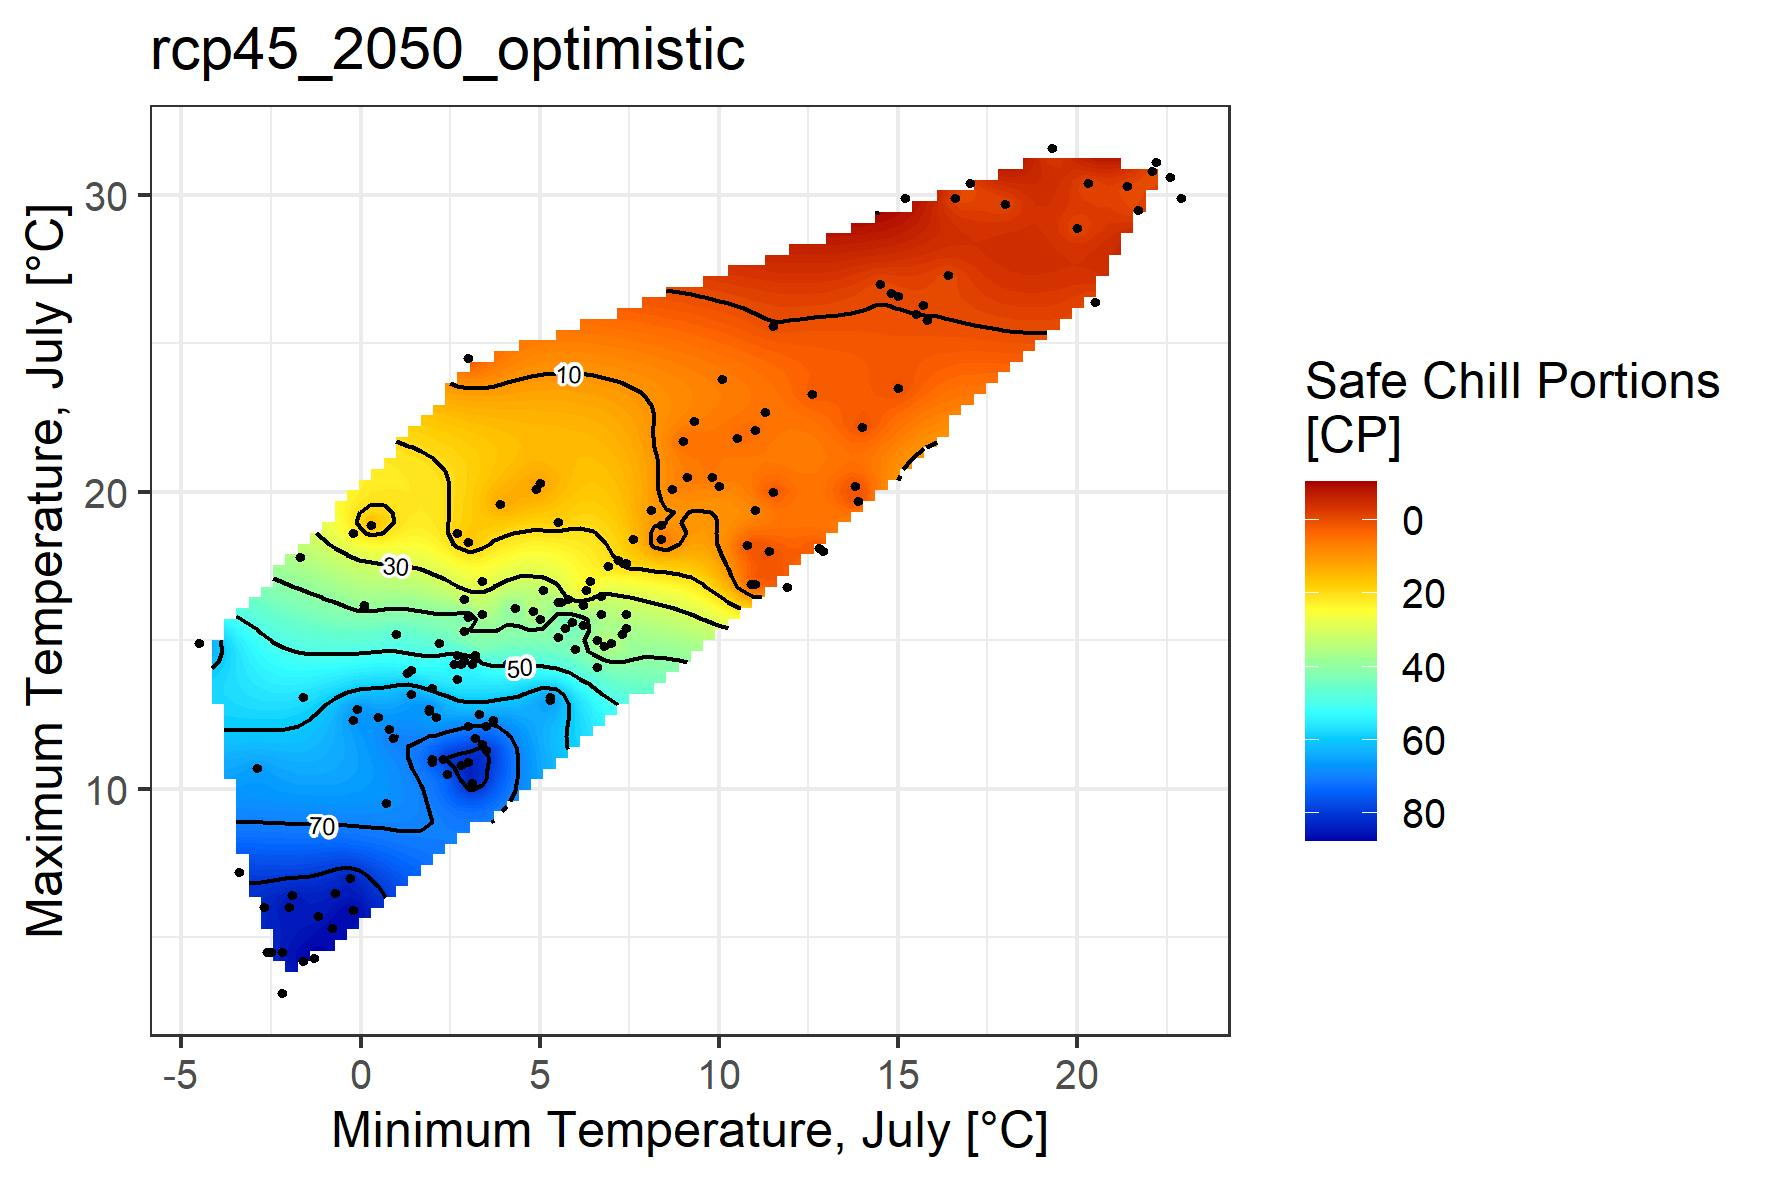 rcp45_2050_optimistic
Maximum Temperature, July [°C]
30
20
10
10
30
50
70
-5 0 5 10 15 20
Minimum Temperature, July [°C]
Safe Chill Portions
[CP]
0
20
40
60
80